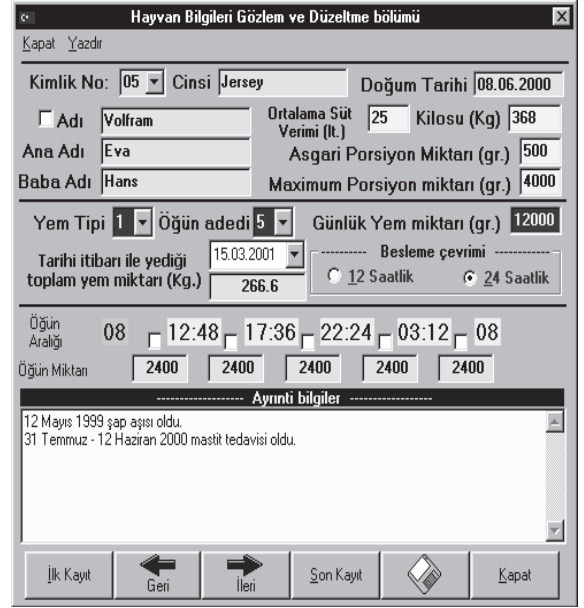 Hayvan Bilgileri Gözlem ve Düzeltme bölümü
Kapat Yazdır
Kimlik No: 05 Cinsi Jersey Doğum Tarihi 08.06.2000
Adı Volfram Ortalama Süt Verimi (lt.) 25 Kilosu (Kg) 368
Ana Adı Eva Asgari Porsiyon Miktarı (gr.) 500
Baba Adı Hans Maximum Porsiyon miktarı (gr.) 4000
Yem Tipi 1 Öğün adedi 5 Günlük Yem miktarı (gr.) 12000
Tarihi itibarı ile yediği toplam yem miktarı (Kg.) 15.03.2001 266.6
---------- Besleme çevrimi ----------
12 Saatlik 24 Saatlik
Öğün Aralığı 08 12:48 17:36 22:24 03:12 08
Öğün Miktarı 2400 2400 2400 2400 2400
------------------ Ayrıntı bilgiler ------------------
12 Mayıs 1999 şap aşısı oldu.
31 Temmuz - 12 Haziran 2000 mastit tedavisi oldu.
İlk Kayıt Geri İleri Son Kayıt Kapat